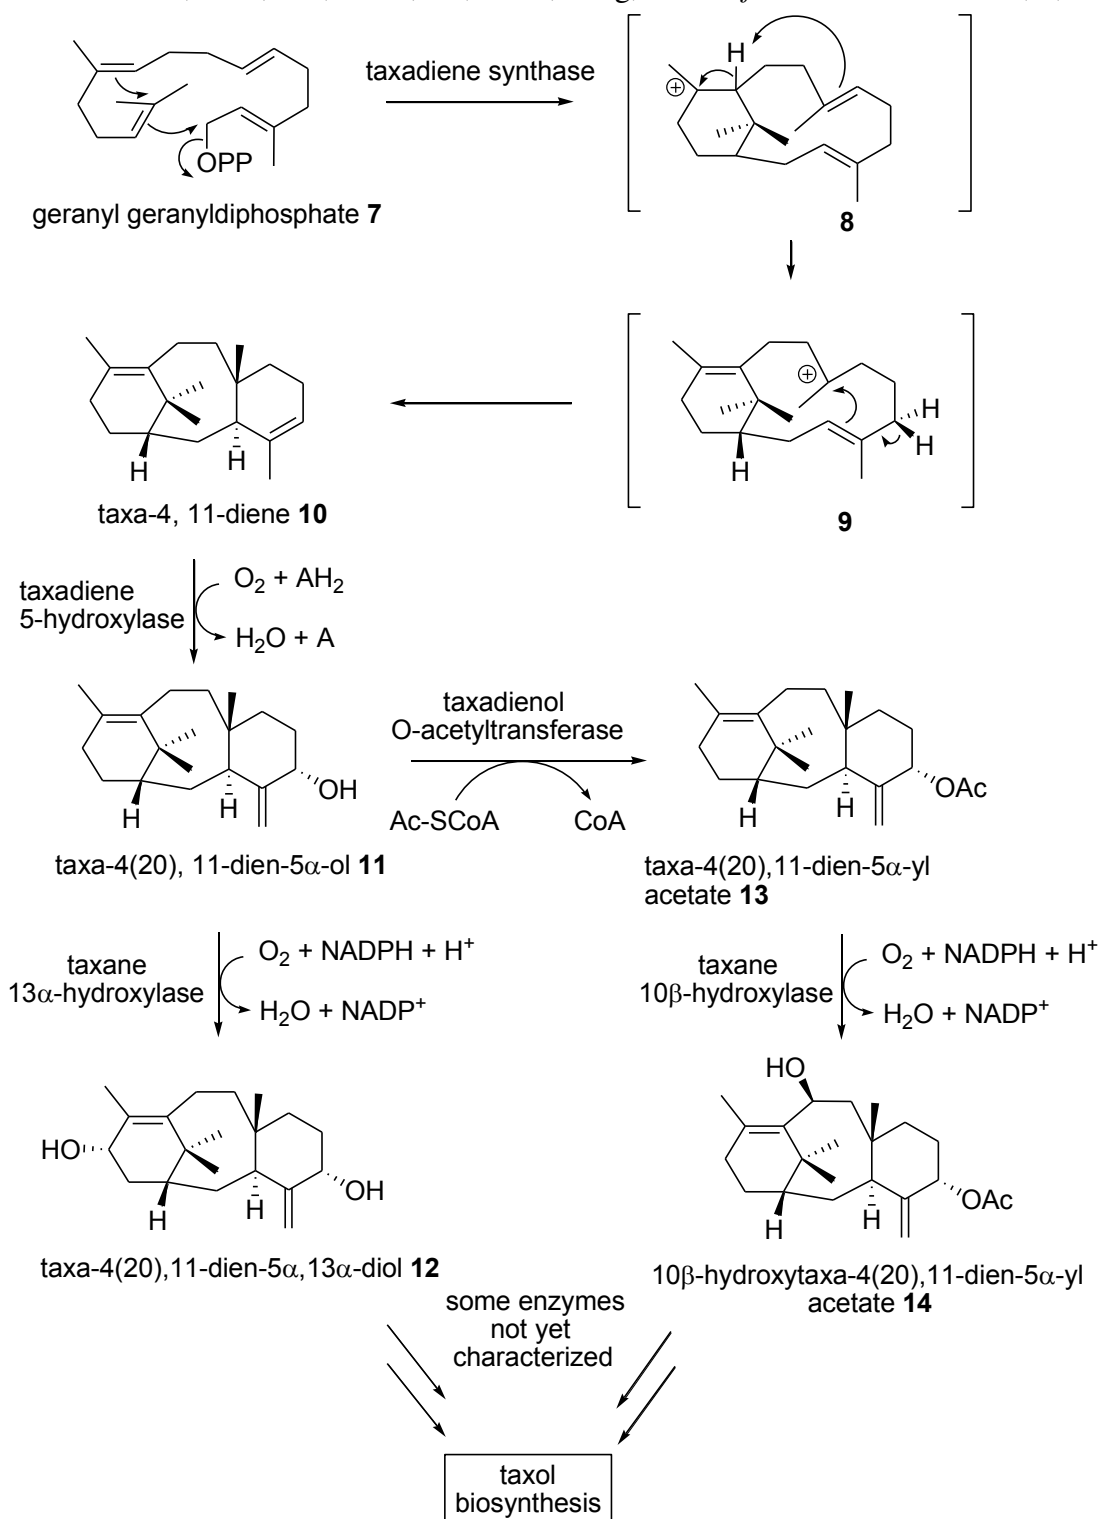 H
taxadiene synthase
⊕
OPP
geranyl geranyldiphosphate 7
8
⊕
H
H
H
H
H
taxa-4, 11-diene 10
9
taxadiene
5-hydroxylase
O2 + AH2
H2O + A
taxadienol
O-acetyltransferase
OH
H
H
Ac-SCoA
CoA
OAc
H
H
taxa-4(20), 11-dien-5α-ol 11
taxa-4(20),11-dien-5α-yl
acetate 13
taxane
13α-hydroxylase
O2 + NADPH + H+
H2O + NADP+
taxane
10β-hydroxylase
O2 + NADPH + H+
H2O + NADP+
HO
HO
OH
H
H
OAc
H
H
taxa-4(20),11-dien-5α,13α-diol 12
10β-hydroxytaxa-4(20),11-dien-5α-yl
acetate 14
some enzymes
not yet
characterized
taxol
biosynthesis